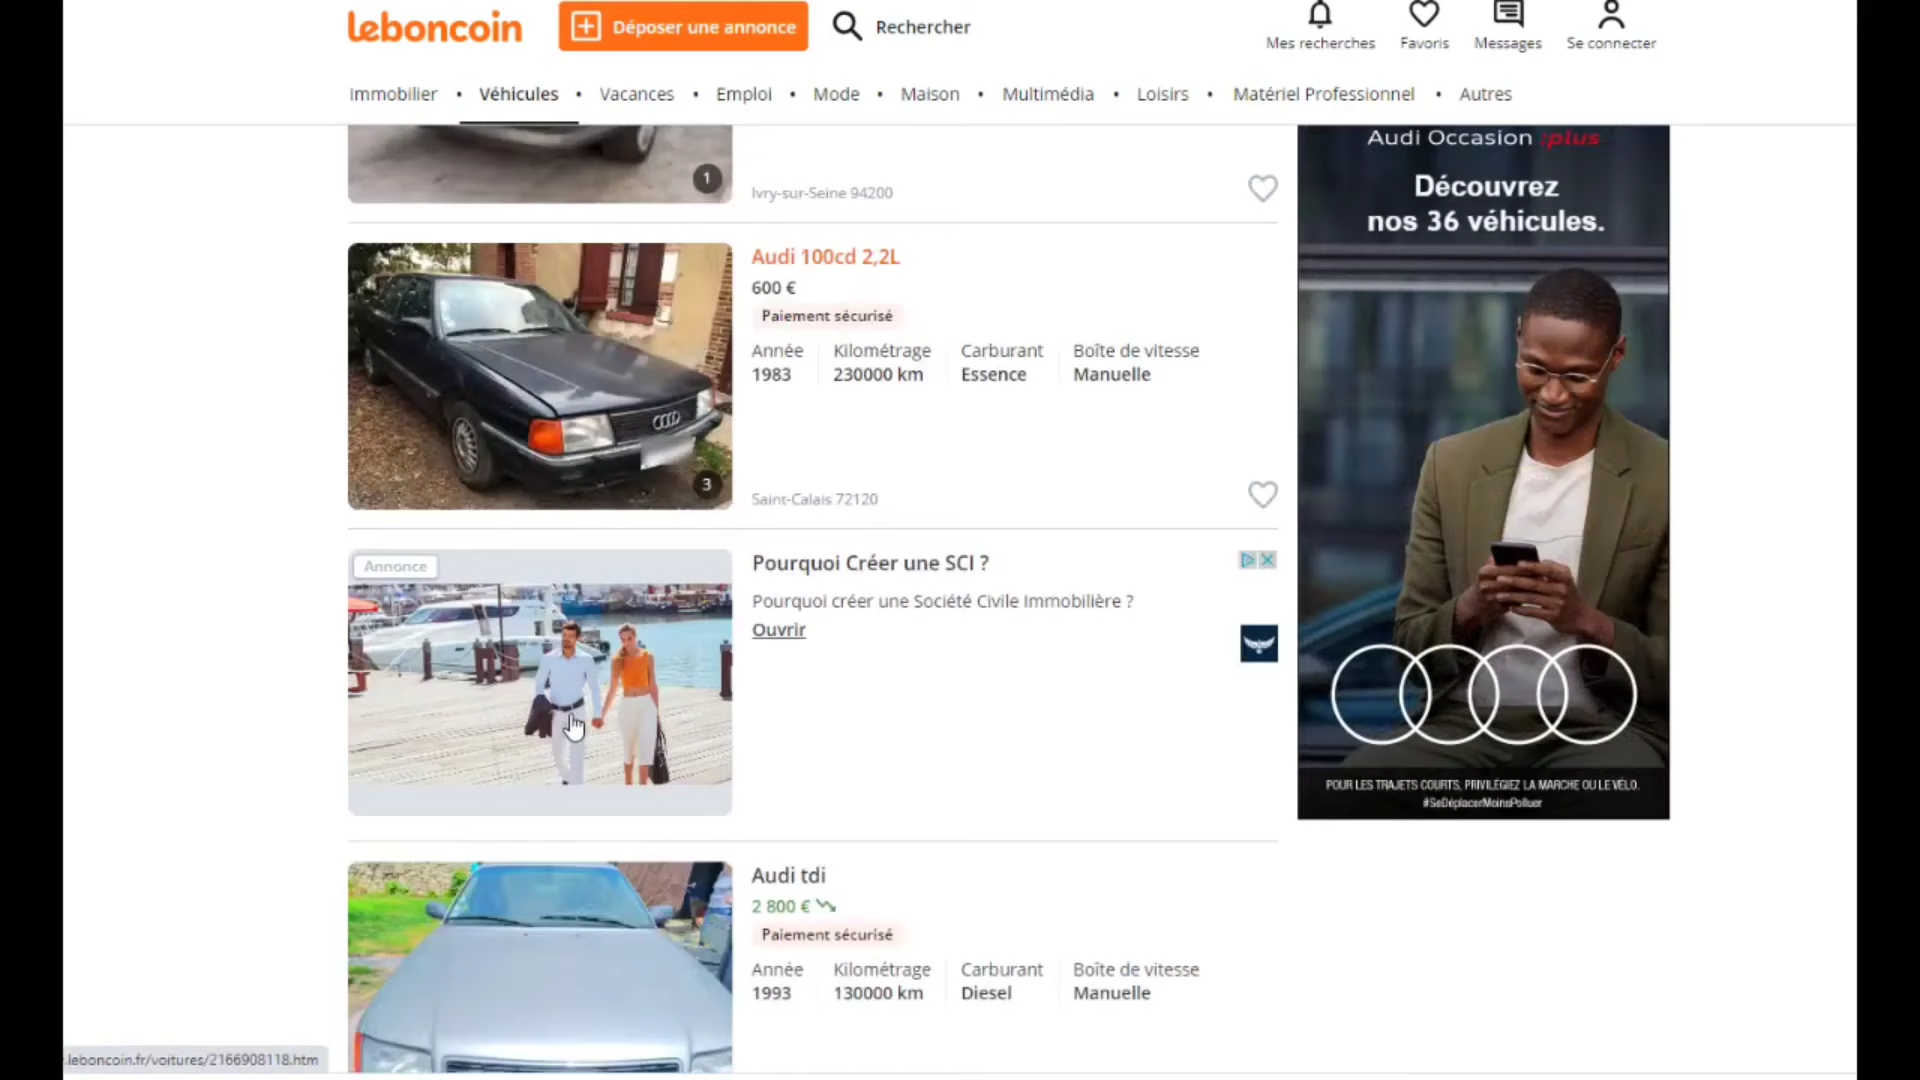 leboncoin
Déposer une annonce
Rechercher
Mes recherches
Favoris
Messages
Se connecter
Immobilier • Véhicules • Vacances • Emploi • Mode • Maison • Multimédia • Loisirs • Matériel Professionnel • Autres
1
Ivry-sur-Seine 94200
Audi 100cd 2,2L
600 €
Paiement sécurisé
Année Kilométrage Carburant Boîte de vitesse
1983 230000 km Essence Manuelle
3
Saint-Calais 72120
Annonce
Pourquoi Créer une SCI ?
Pourquoi créer une Société Civile Immobilière ?
Ouvrir
Audi tdi
2 800 €
Paiement sécurisé
Année Kilométrage Carburant Boîte de vitesse
1993 130000 km Diesel Manuelle
Audi Occasion :plus
Découvrez
nos 36 véhicules.
POUR LES TRAJETS COURTS, PRIVILÉGIEZ LA MARCHE OU LE VÉLO.
#SeDéplacerMoinsPolluer
.leboncoin.fr/voitures/2166908118.htm